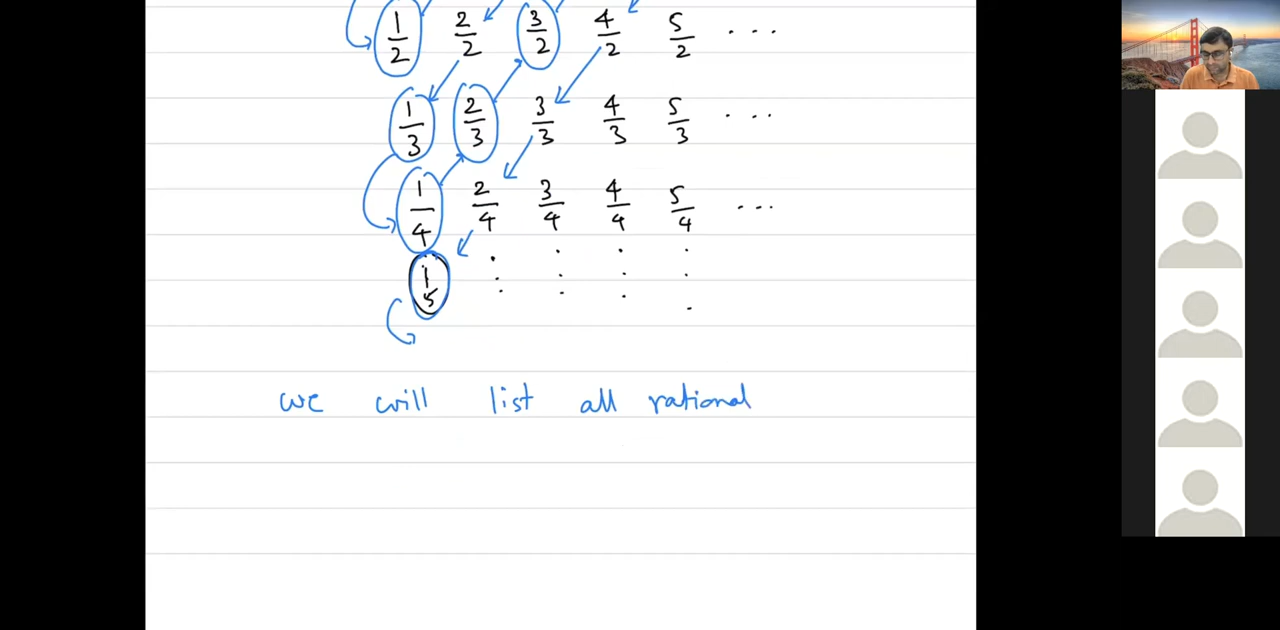 1/2 2/2 3/2 4/2 5/2 ...
1/3 2/3 3/3 4/3 5/3 ...
1/4 2/4 3/4 4/4 5/4 ...
1/5
we will list all rational